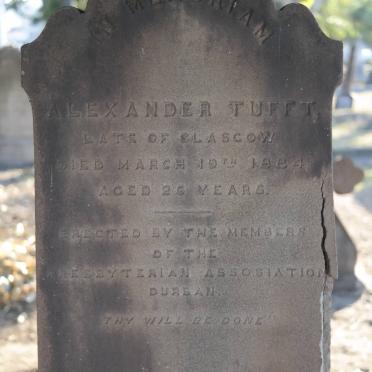 IN MEMORIAM
ALEXANDER TUFFT,
LATE OF GLASGOW
DIED MARCH 19TH 1884
AGED 26 YEARS.
ERECTED BY THE MEMBERS
OF THE
PRESBYTERIAN ASSOCIATION
DURBAN.
"THY WILL BE DONE"